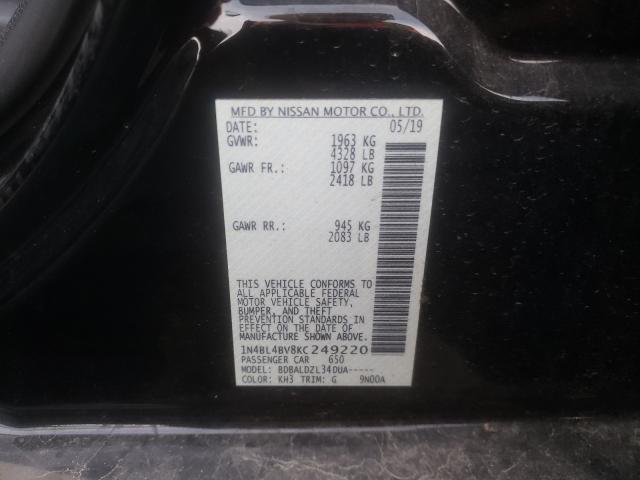 MFD BY NISSAN MOTOR CO., LTD.
DATE: 05/19
GVWR: 1963 KG
4328 LB
GAWR FR.: 1097 KG
2418 LB
GAWR RR.: 945 KG
2083 LB
THIS VEHICLE CONFORMS TO
ALL APPLICABLE FEDERAL
MOTOR VEHICLE SAFETY,
BUMPER, AND THEFT
PREVENTION STANDARDS IN
EFFECT ON THE DATE OF
MANUFACTURE SHOWN ABOVE.
1N4BL4BV8KC249220
PASSENGER CAR 650
MODEL: BDBALDZL34DUA-----
COLOR: KH3 TRIM: G 9N00A